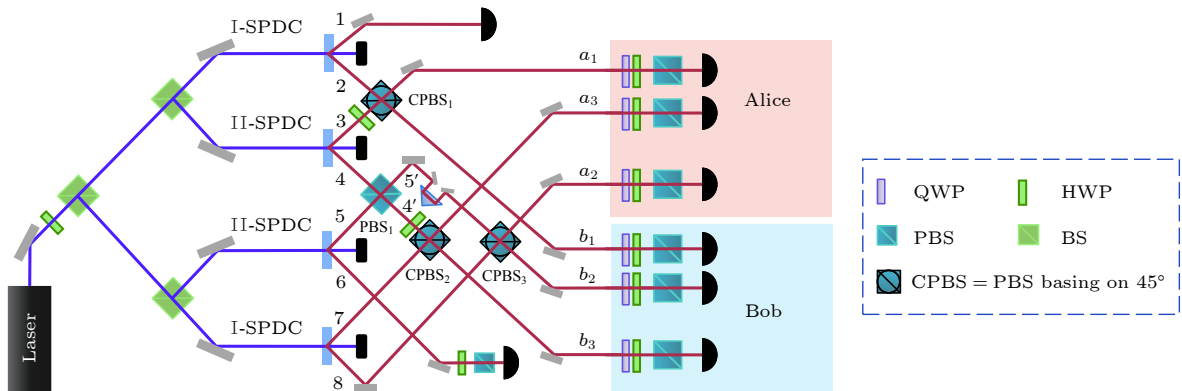 I-SPDC
1
2
CPBS₁
II-SPDC
3
4
5′
4′
PBS₁
5
II-SPDC
CPBS₂
CPBS₃
6
I-SPDC
7
8
Laser
a₁
a₃
a₂
Alice
b₁
b₂
b₃
Bob
QWP
HWP
PBS
BS
CPBS = PBS basing on 45°